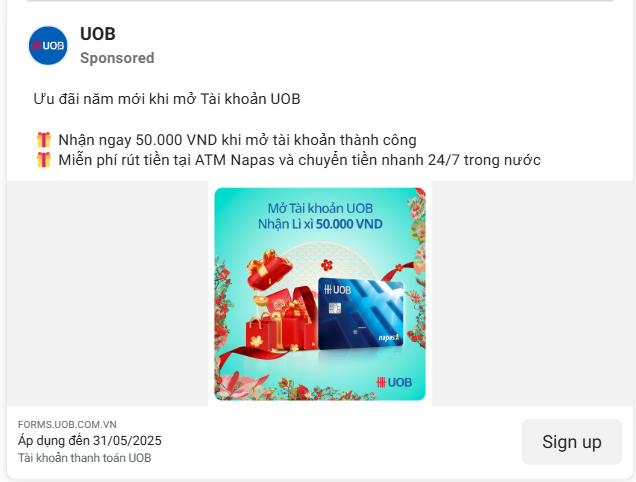 UOB
UOB
Sponsored
Ưu đãi năm mới khi mở Tài khoản UOB
Nhận ngay 50.000 VND khi mở tài khoản thành công
Miễn phí rút tiền tại ATM Napas và chuyển tiền nhanh 24/7 trong nước
Mở Tài khoản UOB
Nhận Lì xì 50.000 VND
UOB
napas
UOB
FORMS.UOB.COM.VN
Áp dụng đến 31/05/2025
Tài khoản thanh toán UOB
Sign up